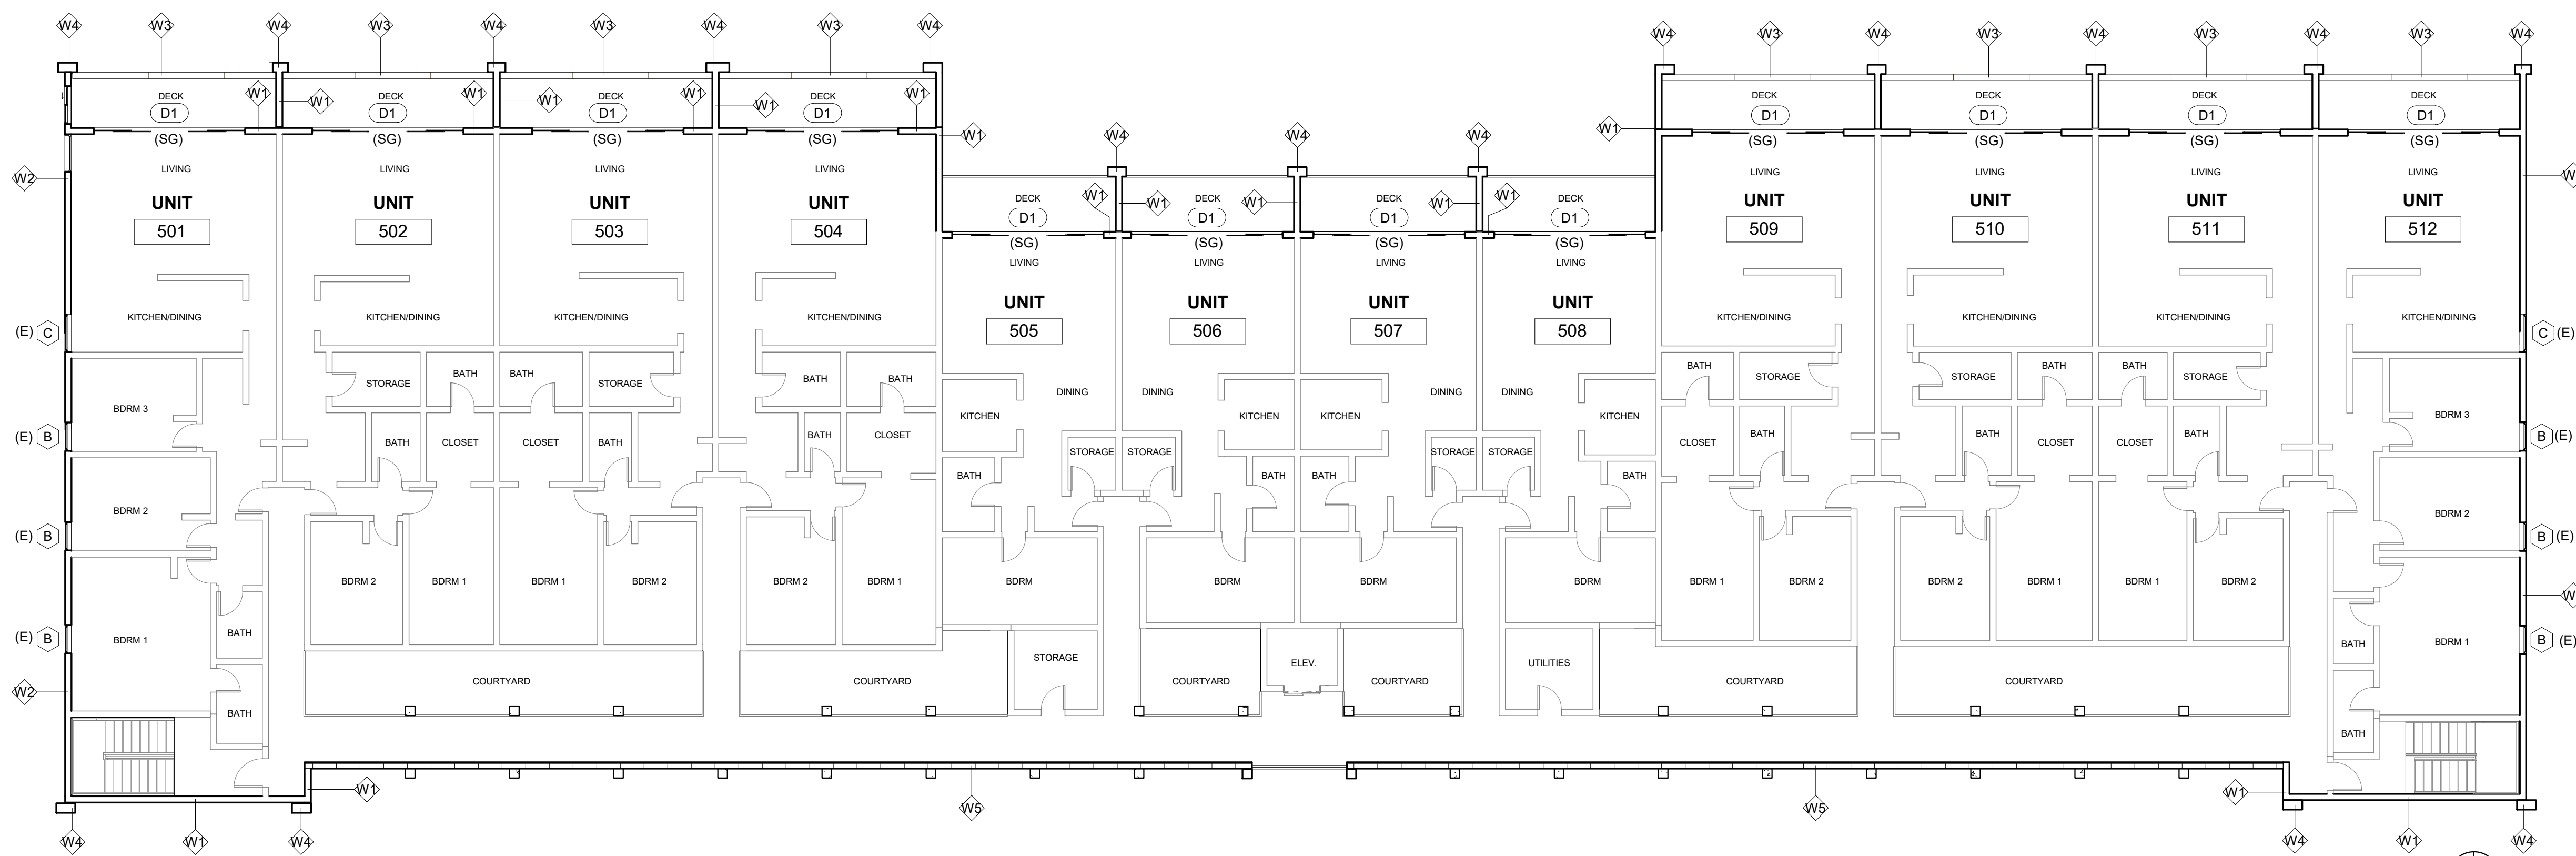 W4 W3 W4 W3 W4 W3 W4 W3 W4 W4 W3 W4 W3 W4 W3 W4 W3 W4
DECK W1 DECK W1 DECK W1 DECK W1 DECK DECK DECK DECK
D1 W1 D1 W1 D1 W1 D1 D1 D1 D1 D1
(SG) (SG) (SG) (SG) W1 W4 W4 W4 W1 (SG) (SG) (SG) (SG)
LIVING LIVING LIVING LIVING LIVING LIVING LIVING LIVING
W2 W
UNIT UNIT UNIT UNIT DECK W1 W1 DECK W1 DECK W1 W1 DECK UNIT UNIT UNIT UNIT
501 502 503 504 D1 D1 D1 D1 509 510 511 512
(SG) (SG) (SG) (SG)
LIVING LIVING LIVING LIVING
UNIT UNIT UNIT UNIT
KITCHEN/DINING KITCHEN/DINING KITCHEN/DINING KITCHEN/DINING KITCHEN/DINING KITCHEN/DINING KITCHEN/DINING KITCHEN/DINING
(E) C 505 506 507 508 C (E)
BATH BATH BATH BATH BATH
STORAGE STORAGE BATH BATH STORAGE STORAGE STORAGE
DINING DINING DINING DINING
BDRM 3 KITCHEN KITCHEN KITCHEN KITCHEN BDRM 3
(E) B BATH CLOSET CLOSET BATH BATH CLOSET CLOSET BATH BATH CLOSET CLOSET BATH B (E)
STORAGE STORAGE STORAGE STORAGE
BATH BATH BATH BATH
BDRM 2 BDRM 2
(E) B B (E)
BDRM 2 BDRM 1 BDRM 1 BDRM 2 BDRM 2 BDRM 1 BDRM BDRM BDRM BDRM BDRM 1 BDRM 2 BDRM 2 BDRM 1 BDRM 1 BDRM 2
W
(E) B BDRM 1 BATH BATH BDRM 1 B (E)
STORAGE ELEV. UTILITIES
COURTYARD COURTYARD COURTYARD COURTYARD COURTYARD COURTYARD
W2
BATH BATH
W1 W5 W5 W1
W4 W1 W4 W4 W1 W4